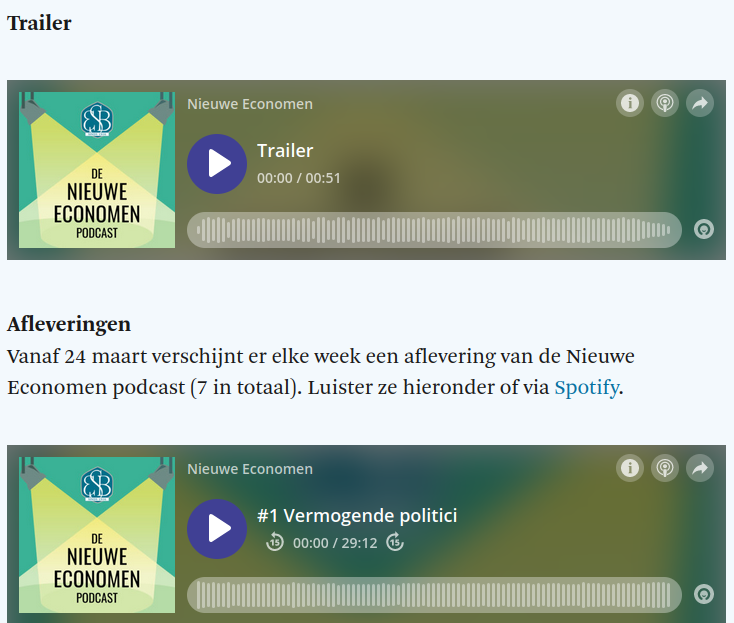 Trailer
DE
NIEUWE
ECONOMEN
PODCAST
ESB
Nieuwe Economen
Trailer
00:00 / 00:51
Afleveringen
Vanaf 24 maart verschijnt er elke week een aflevering van de Nieuwe
Economen podcast (7 in totaal). Luister ze hieronder of via Spotify.
ESB
DE
NIEUWE
ECONOMEN
PODCAST
Nieuwe Economen
#1 Vermogende politici
15 00:00 / 29:12 15